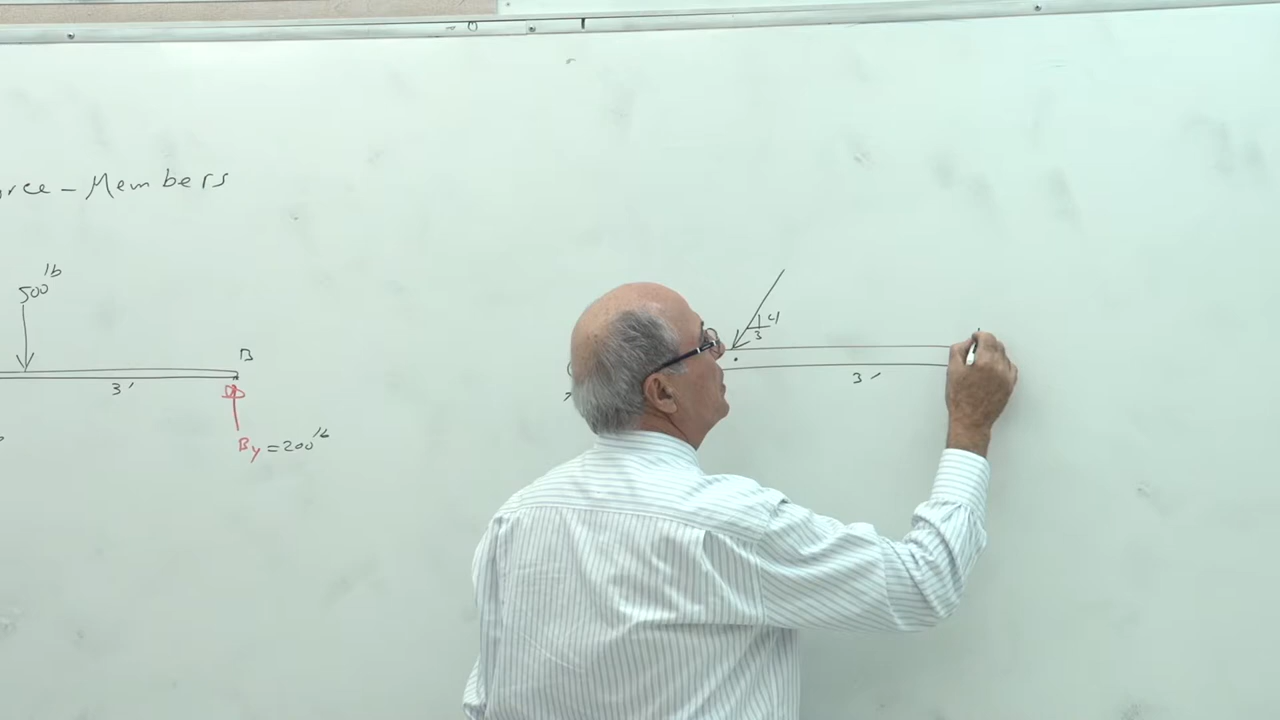 rce - Members
500 lb
B
3'
By = 200 lb
4
3
3'